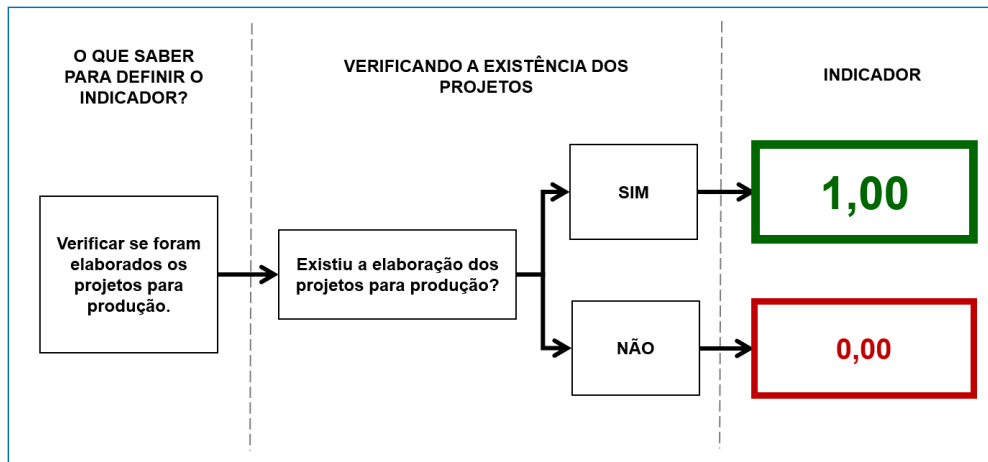 O QUE SABER
PARA DEFINIR O
INDICADOR?
VERIFICANDO A EXISTÊNCIA DOS
PROJETOS
INDICADOR
Verificar se foram
elaborados os
projetos para
produção.
Existiu a elaboração dos
projetos para produção?
SIM
1,00
NÃO
0,00